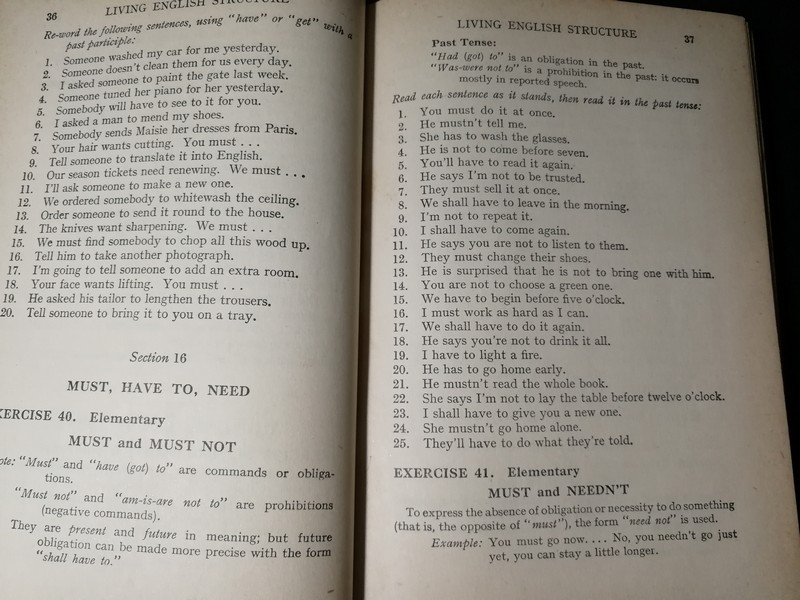 36
LIVING ENGLISH STRUCTURE
Re-word the following sentences, using "have" or "get" with a
past participle:
1. Someone washed my car for me yesterday.
2. Someone doesn't clean them for us every day.
3. I asked someone to paint the gate last week.
4. Someone tuned her piano for her yesterday.
5. Somebody will have to see to it for you.
6. I asked a man to mend my shoes.
7. Somebody sends Maisie her dresses from Paris.
8. Your hair wants cutting. You must . . .
9. Tell someone to translate it into English.
10. Our season tickets need renewing. We must . . .
11. I'll ask someone to make a new one.
12. We ordered somebody to whitewash the ceiling.
13. Order someone to send it round to the house.
14. The knives want sharpening. We must . . .
15. We must find somebody to chop all this wood up.
16. Tell him to take another photograph.
17. I'm going to tell someone to add an extra room.
18. Your face wants lifting. You must . . .
19. He asked his tailor to lengthen the trousers.
20. Tell someone to bring it to you on a tray.
Section 16
MUST, HAVE TO, NEED
EXERCISE 40. Elementary
MUST and MUST NOT
Note: "Must" and "have (got) to" are commands or obliga-
tions.
"Must not" and "am-is-are not to" are prohibitions
(negative commands).
They are present and future in meaning; but future
obligation can be made more precise with the form
"shall have to."
LIVING ENGLISH STRUCTURE
37
Past Tense:
"Had (got) to" is an obligation in the past.
"Was-were not to" is a prohibition in the past: it occurs
mostly in reported speech.
Read each sentence as it stands, then read it in the past tense:
1. You must do it at once.
2. He mustn't tell me.
3. She has to wash the glasses.
4. He is not to come before seven.
5. You'll have to read it again.
6. He says I'm not to be trusted.
7. They must sell it at once.
8. We shall have to leave in the morning.
9. I'm not to repeat it.
10. I shall have to come again.
11. He says you are not to listen to them.
12. They must change their shoes.
13. He is surprised that he is not to bring one with him.
14. You are not to choose a green one.
15. We have to begin before five o'clock.
16. I must work as hard as I can.
17. We shall have to do it again.
18. He says you're not to drink it all.
19. I have to light a fire.
20. He has to go home early.
21. He mustn't read the whole book.
22. She says I'm not to lay the table before twelve o'clock.
23. I shall have to give you a new one.
24. She mustn't go home alone.
25. They'll have to do what they're told.
EXERCISE 41. Elementary
MUST and NEEDN'T
To express the absence of obligation or necessity to do something
(that is, the opposite of "must"), the form "need not" is used.
Example: You must go now. . . . No, you needn't go just
yet, you can stay a little longer.